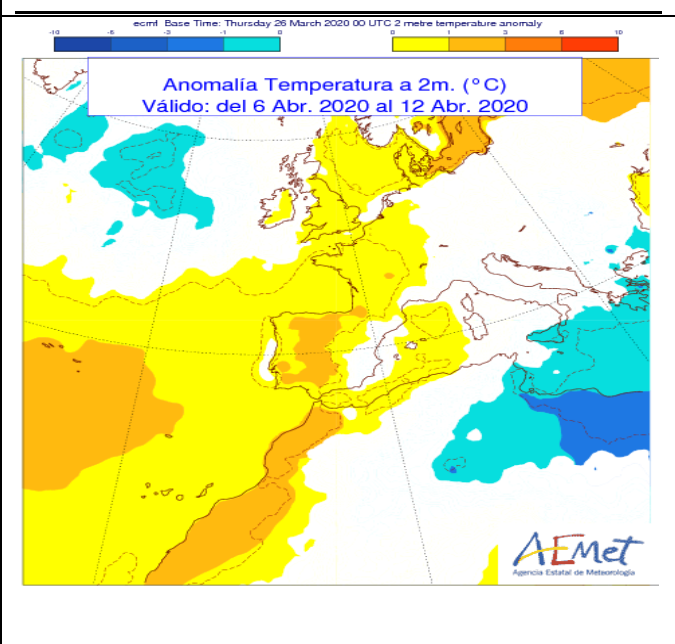 ecmf Base Time: Thursday 26 March 2020 00 UTC 2 metre temperature anomaly
-10 -6 -3 -1 0 0 1 3 6 10
Anomalía Temperatura a 2m. (°C)
Válido: del 6 Abr. 2020 al 12 Abr. 2020
AEMet
Agencia Estatal de Meteorología